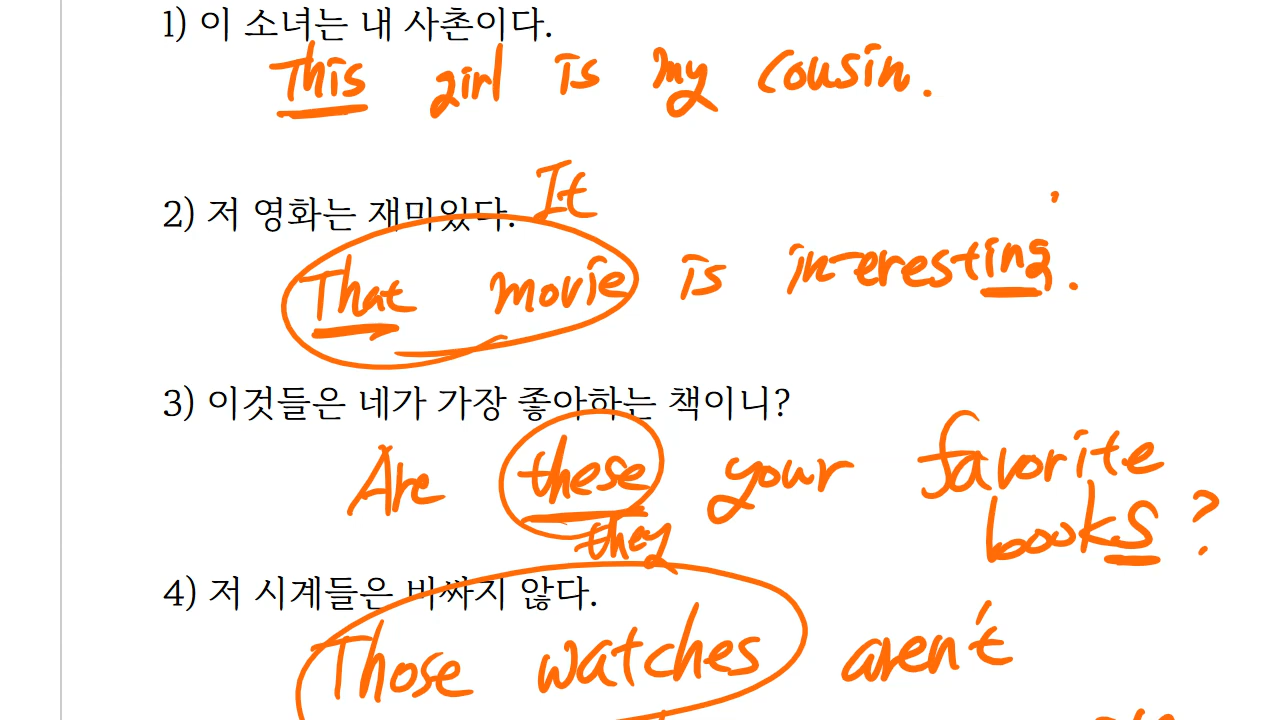 1) 이 소녀는 내 사촌이다.
This girl is my cousin.
2) 저 영화는 재미있다.
It
That movie is interesting.
3) 이것들은 네가 가장 좋아하는 책이니?
Are these your favorite
books?
they
4) 저 시계들은 비싸지 않다.
Those watches aren't